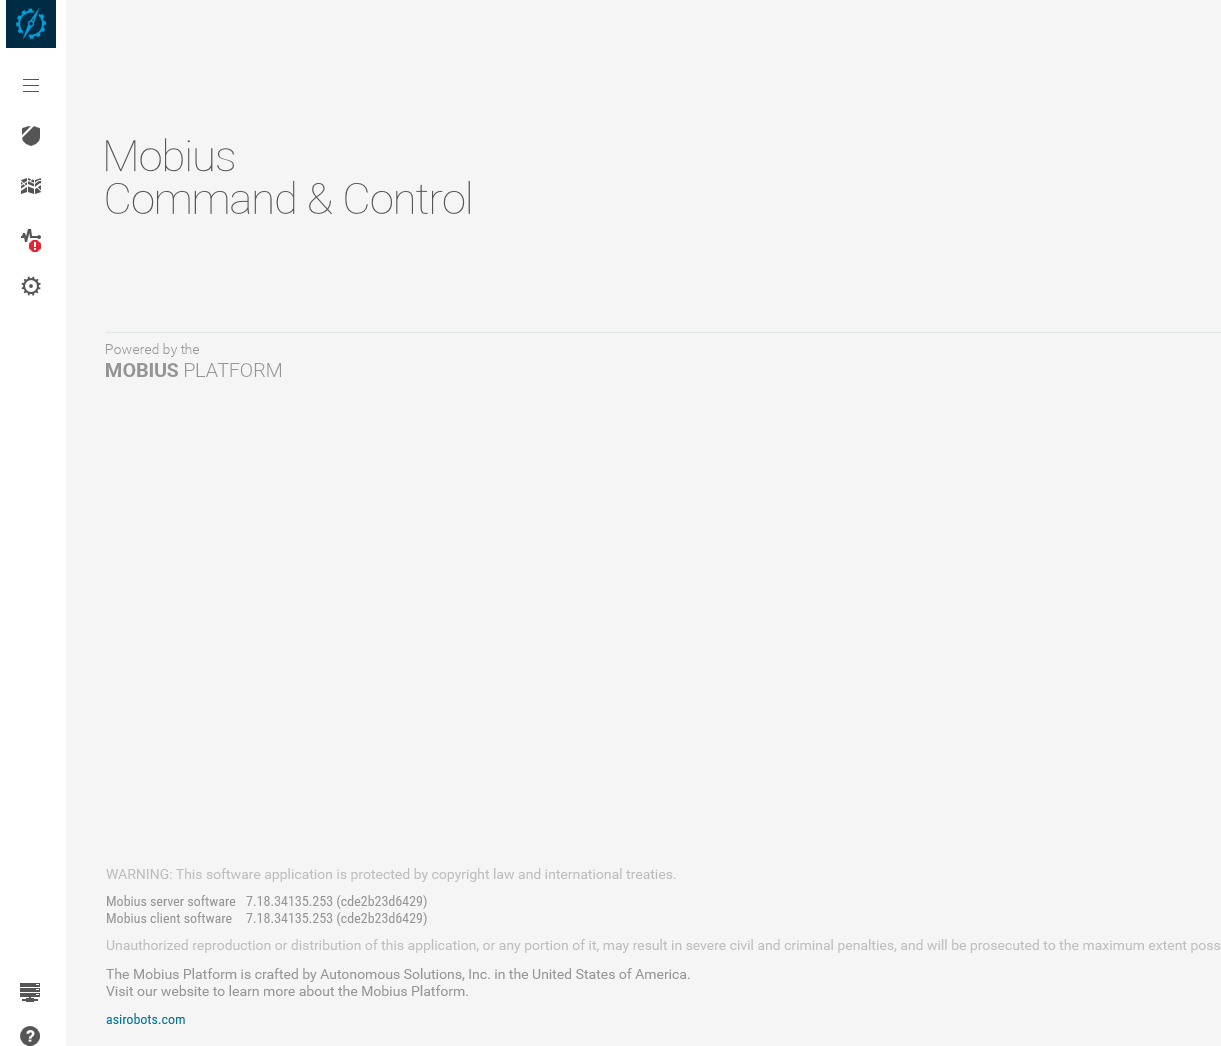 Mobius
Command & Control
Powered by the
MOBIUS PLATFORM
WARNING: This software application is protected by copyright law and international treaties.
Mobius server software 7.18.34135.253 (cde2b23d6429)
Mobius client software 7.18.34135.253 (cde2b23d6429)
Unauthorized reproduction or distribution of this application, or any portion of it, may result in severe civil and criminal penalties, and will be prosecuted to the maximum extent poss
The Mobius Platform is crafted by Autonomous Solutions, Inc. in the United States of America.
Visit our website to learn more about the Mobius Platform.
asirobots.com